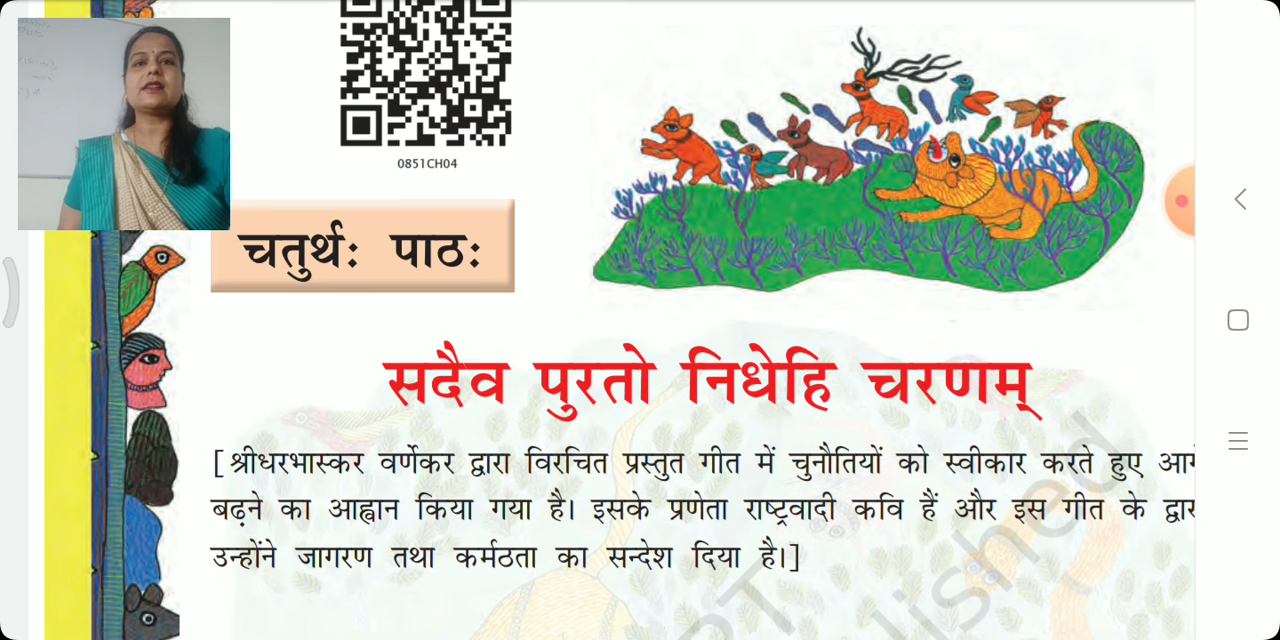 0851CH04
चतुर्थः पाठः
सदैव पुरतो निधेहि चरणम्
[श्रीधरभास्कर वर्णेकर द्वारा विरचित प्रस्तुत गीत में चुनौतियों को स्वीकार करते हुए
बढ़ने का आह्वान किया गया है। इसके प्रणेता राष्ट्रवादी कवि हैं और इस गीत के
उन्होंने जागरण तथा कर्मठता का सन्देश दिया है।]